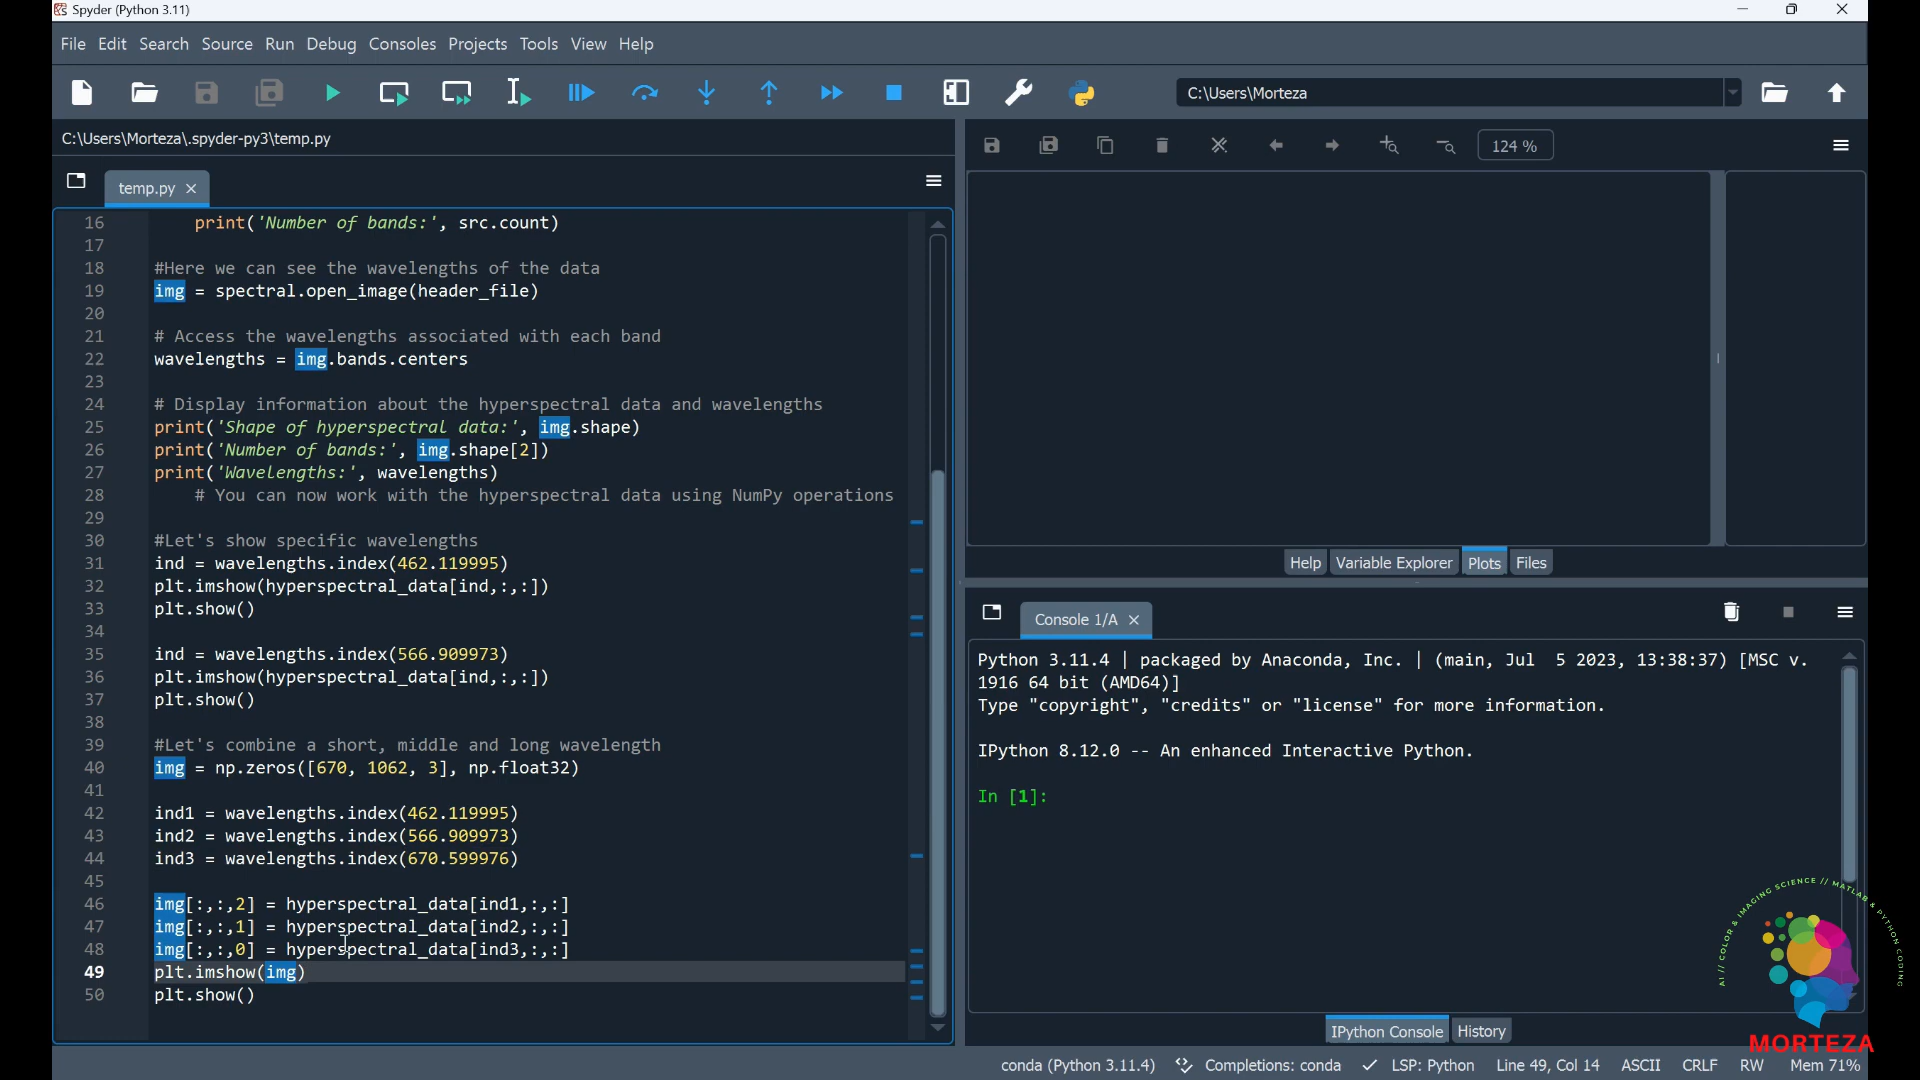 Spyder (Python 3.11)
File Edit Search Source Run Debug Consoles Projects Tools View Help
C:\Users\Morteza
C:\Users\Morteza\.spyder-py3\temp.py
124 %
temp.py
16 print('Number of bands:', src.count)
17
18 #Here we can see the wavelengths of the data
19 img = spectral.open_image(header_file)
20
21 # Access the wavelengths associated with each band
22 wavelengths = img.bands.centers
23
24 # Display information about the hyperspectral data and wavelengths
25 print('Shape of hyperspectral data:', img.shape)
26 print('Number of bands:', img.shape[2])
27 print('Wavelengths:', wavelengths)
28 # You can now work with the hyperspectral data using NumPy operations
29
30 #Let's show specific wavelengths
31 ind = wavelengths.index(462.119995)
32 plt.imshow(hyperspectral_data[ind,:,:])
33 plt.show()
34
35 ind = wavelengths.index(566.909973)
36 plt.imshow(hyperspectral_data[ind,:,:])
37 plt.show()
38
39 #Let's combine a short, middle and long wavelength
40 img = np.zeros([670, 1062, 3], np.float32)
41
42 ind1 = wavelengths.index(462.119995)
43 ind2 = wavelengths.index(566.909973)
44 ind3 = wavelengths.index(670.599976)
45
46 img[:,:,2] = hyperspectral_data[ind1,:,:]
47 img[:,:,1] = hyperspectral_data[ind2,:,:]
48 img[:,:,0] = hyperspectral_data[ind3,:,:]
49 plt.imshow(img)
50 plt.show()
Help Variable Explorer Plots Files
Console 1/A
Python 3.11.4 | packaged by Anaconda, Inc. | (main, Jul  5 2023, 13:38:37) [MSC v.
1916 64 bit (AMD64)]
Type "copyright", "credits" or "license" for more information.
IPython 8.12.0 -- An enhanced Interactive Python.
In [1]:
IPython Console History
AI // COLOR & IMAGING SCIENCE // MATLAB & PYTHON CODING //
MORTEZA
conda (Python 3.11.4) Completions: conda LSP: Python Line 49, Col 14 ASCII CRLF RW Mem 71%